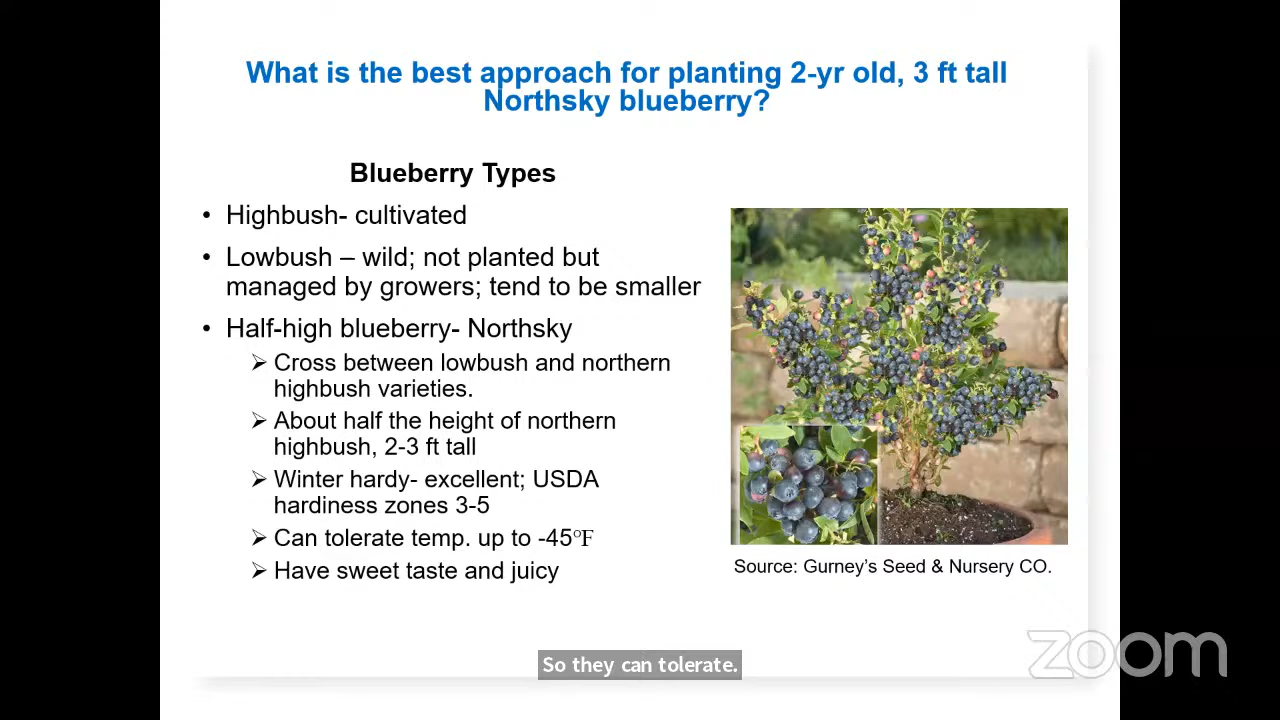 What is the best approach for planting 2-yr old, 3 ft tall
Northsky blueberry?
Blueberry Types
• Highbush- cultivated
• Lowbush – wild; not planted but
managed by growers; tend to be smaller
• Half-high blueberry- Northsky
➢ Cross between lowbush and northern
highbush varieties.
➢ About half the height of northern
highbush, 2-3 ft tall
➢ Winter hardy- excellent; USDA
hardiness zones 3-5
➢ Can tolerate temp. up to -45°F
➢ Have sweet taste and juicy
Source: Gurney's Seed & Nursery CO.
So they can tolerate.
zoom